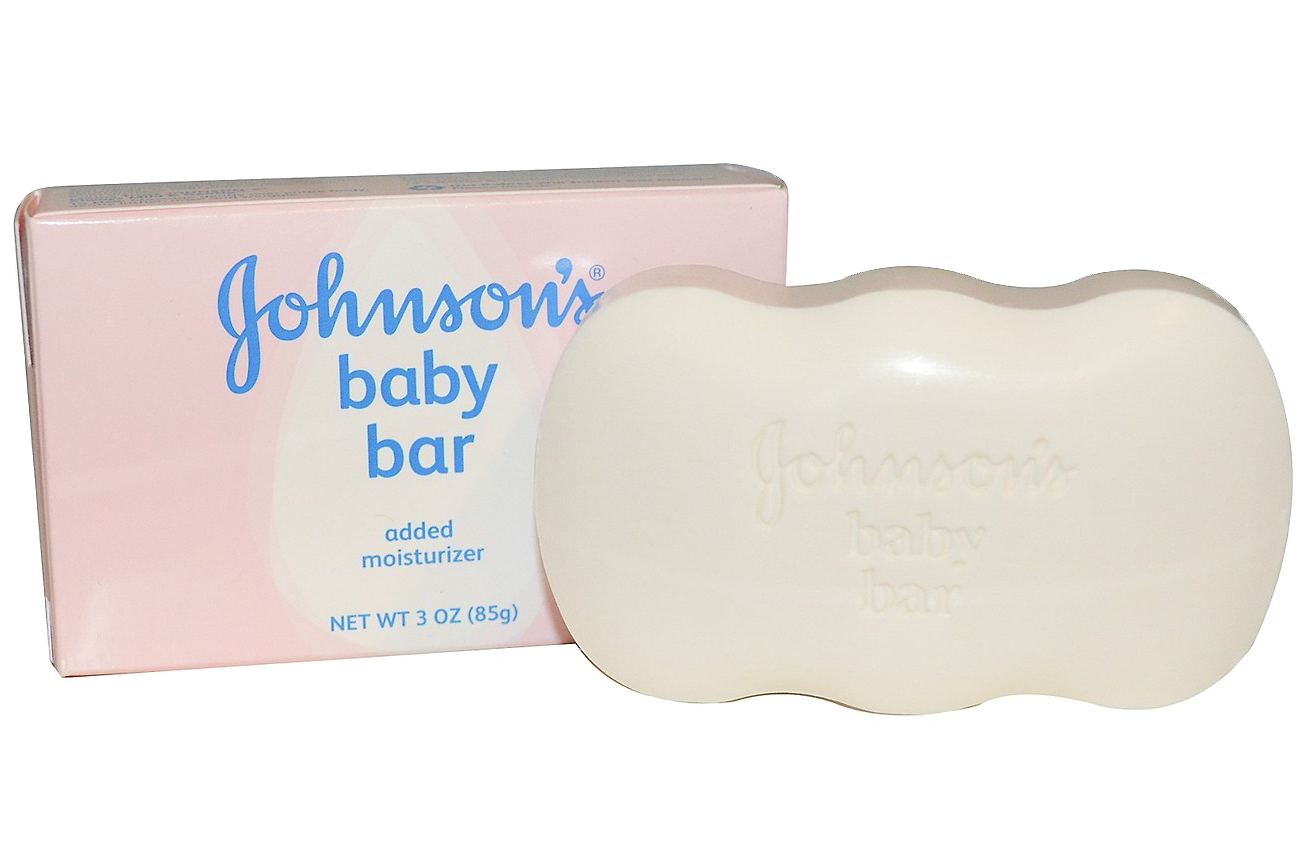 Johnson's®
baby
bar
added
moisturizer
NET WT 3 OZ (85g)
Johnson's
baby
bar